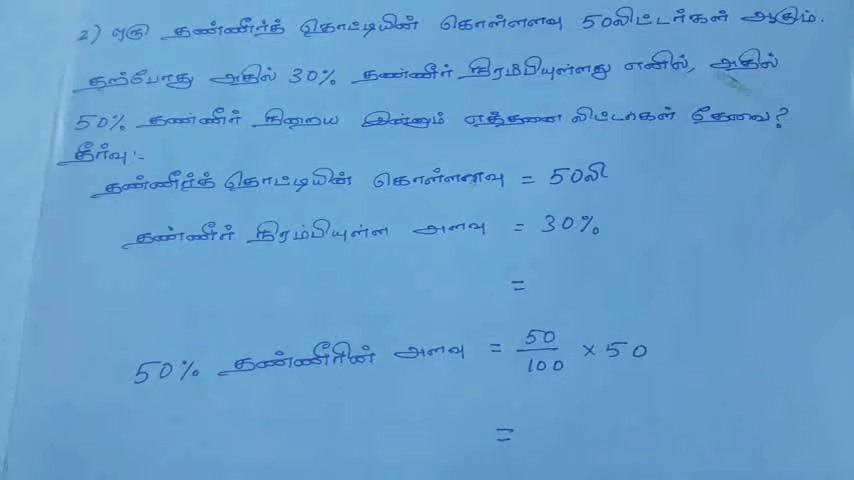 2) ஒரு தண்ணீர்த் தொட்டியின் கொள்ளளவு 50லிட்டர்கள் ஆகும்.
தற்போது அதில் 30% தண்ணீர் நிரம்பியுள்ளது எனில், அதில்
50% தண்ணீர் நிறைய இன்னும் எத்தனை லிட்டர்கள் தேவை?
தீர்வு:-
தண்ணீர்த் தொட்டியின் கொள்ளளவு = 50லி
தண்ணீர் நிரம்பியுள்ள அளவு = 30%
=
50% தண்ணீரின் அளவு = 50/100 × 50
=